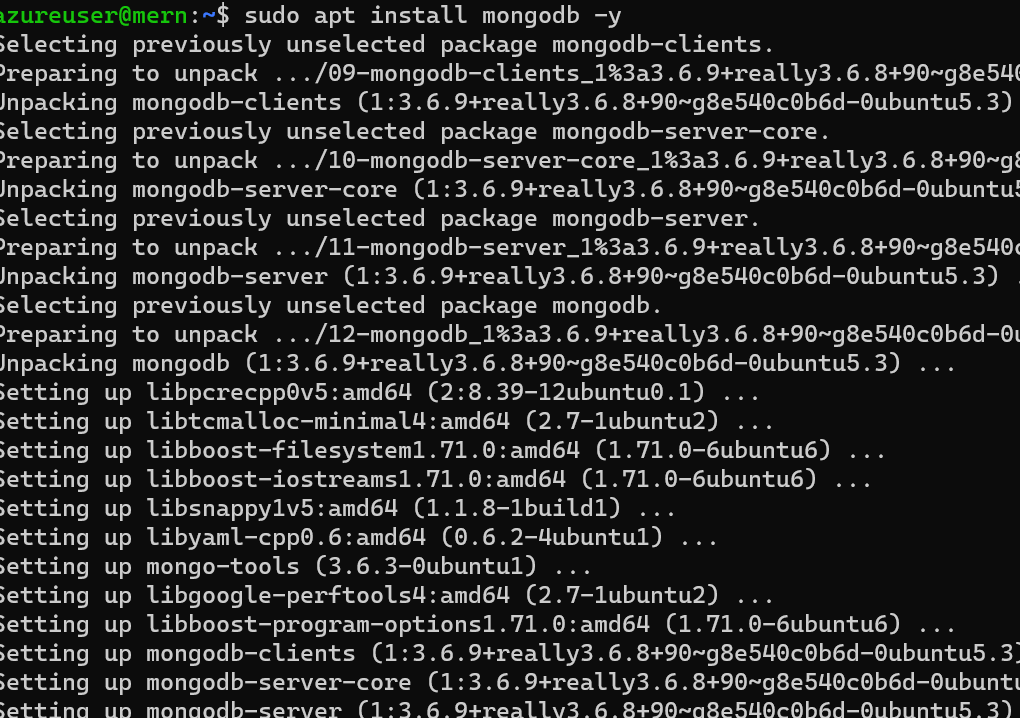 azureuser@mern:~$ sudo apt install mongodb -y
Selecting previously unselected package mongodb-clients.
Preparing to unpack .../09-mongodb-clients_1%3a3.6.9+really3.6.8+90~g8e540
Unpacking mongodb-clients (1:3.6.9+really3.6.8+90~g8e540c0b6d-0ubuntu5.3)
Selecting previously unselected package mongodb-server-core.
Preparing to unpack .../10-mongodb-server-core_1%3a3.6.9+really3.6.8+90~g8
Unpacking mongodb-server-core (1:3.6.9+really3.6.8+90~g8e540c0b6d-0ubuntu5
Selecting previously unselected package mongodb-server.
Preparing to unpack .../11-mongodb-server_1%3a3.6.9+really3.6.8+90~g8e540c
Unpacking mongodb-server (1:3.6.9+really3.6.8+90~g8e540c0b6d-0ubuntu5.3) .
Selecting previously unselected package mongodb.
Preparing to unpack .../12-mongodb_1%3a3.6.9+really3.6.8+90~g8e540c0b6d-0u
Unpacking mongodb (1:3.6.9+really3.6.8+90~g8e540c0b6d-0ubuntu5.3) ...
Setting up libpcrecpp0v5:amd64 (2:8.39-12ubuntu0.1) ...
Setting up libtcmalloc-minimal4:amd64 (2.7-1ubuntu2) ...
Setting up libboost-filesystem1.71.0:amd64 (1.71.0-6ubuntu6) ...
Setting up libboost-iostreams1.71.0:amd64 (1.71.0-6ubuntu6) ...
Setting up libsnappy1v5:amd64 (1.1.8-1build1) ...
Setting up libyaml-cpp0.6:amd64 (0.6.2-4ubuntu1) ...
Setting up mongo-tools (3.6.3-0ubuntu1) ...
Setting up libgoogle-perftools4:amd64 (2.7-1ubuntu2) ...
Setting up libboost-program-options1.71.0:amd64 (1.71.0-6ubuntu6) ...
Setting up mongodb-clients (1:3.6.9+really3.6.8+90~g8e540c0b6d-0ubuntu5.3)
Setting up mongodb-server-core (1:3.6.9+really3.6.8+90~g8e540c0b6d-0ubuntu
Setting up mongodb-server (1:3.6.9+really3.6.8+90~g8e540c0b6d-0ubuntu5.3)